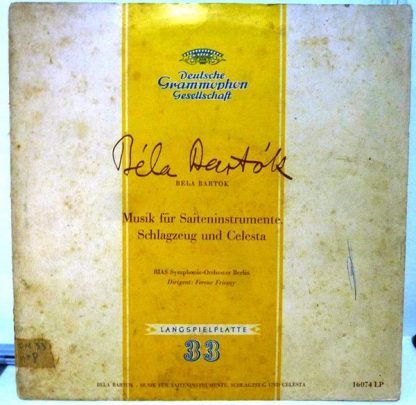 Deutsche
Grammophon
Gesellschaft
Béla Bartók
BELA BARTOK
Musik für Saiteninstrumente,
Schlagzeug und Celesta
RIAS Symphonie-Orchester Berlin
Dirigent: Ferenc Fricsay
LANGSPIELPLATTE
33
BELA BARTOK · MUSIK FÜR SAITENINSTRUMENTE, SCHLAGZEUG UND CELESTA
16074 LP